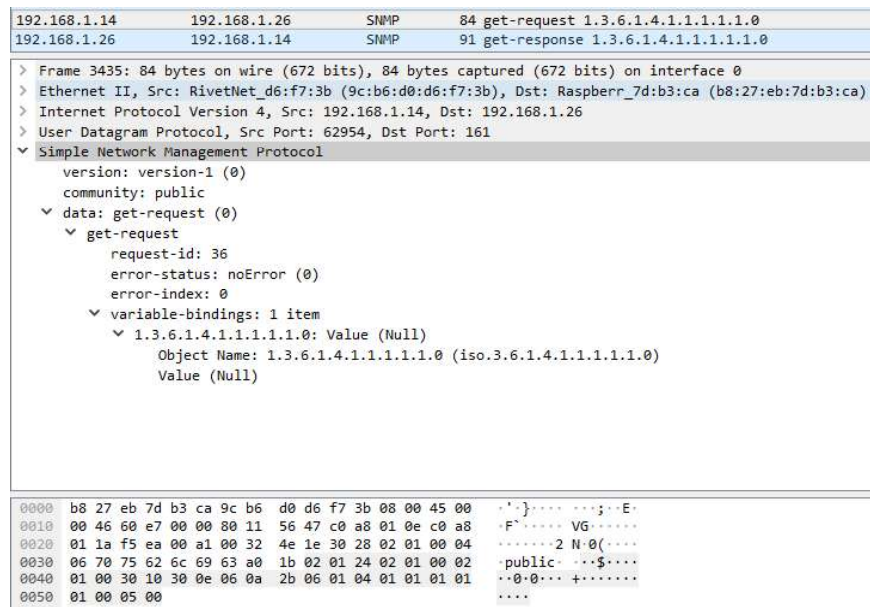 192.168.1.14 192.168.1.26 SNMP 84 get-request 1.3.6.1.4.1.1.1.1.1.0
192.168.1.26 192.168.1.14 SNMP 91 get-response 1.3.6.1.4.1.1.1.1.1.0
> Frame 3435: 84 bytes on wire (672 bits), 84 bytes captured (672 bits) on interface 0
> Ethernet II, Src: RivetNet_d6:f7:3b (9c:b6:d0:d6:f7:3b), Dst: Raspberr_7d:b3:ca (b8:27:eb:7d:b3:ca)
> Internet Protocol Version 4, Src: 192.168.1.14, Dst: 192.168.1.26
> User Datagram Protocol, Src Port: 62954, Dst Port: 161
Simple Network Management Protocol
version: version-1 (0)
community: public
data: get-request (0)
get-request
request-id: 36
error-status: noError (0)
error-index: 0
variable-bindings: 1 item
1.3.6.1.4.1.1.1.1.1.0: Value (Null)
Object Name: 1.3.6.1.4.1.1.1.1.1.0 (iso.3.6.1.4.1.1.1.1.1.0)
Value (Null)
0000 b8 27 eb 7d b3 ca 9c b6 d0 d6 f7 3b 08 00 45 00 ·'·}···· ···;··E·
0010 00 46 60 e7 00 00 80 11 56 47 c0 a8 01 0e c0 a8 ·F`····· VG······
0020 01 1a f5 ea 00 a1 00 32 4e 1e 30 28 02 01 00 04 ·······2 N·0(····
0030 06 70 75 62 6c 69 63 a0 1b 02 01 24 02 01 00 02 ·public· ···$····
0040 01 00 30 10 30 0e 06 0a 2b 06 01 04 01 01 01 01 ··0·0··· +·······
0050 01 00 05 00 ····